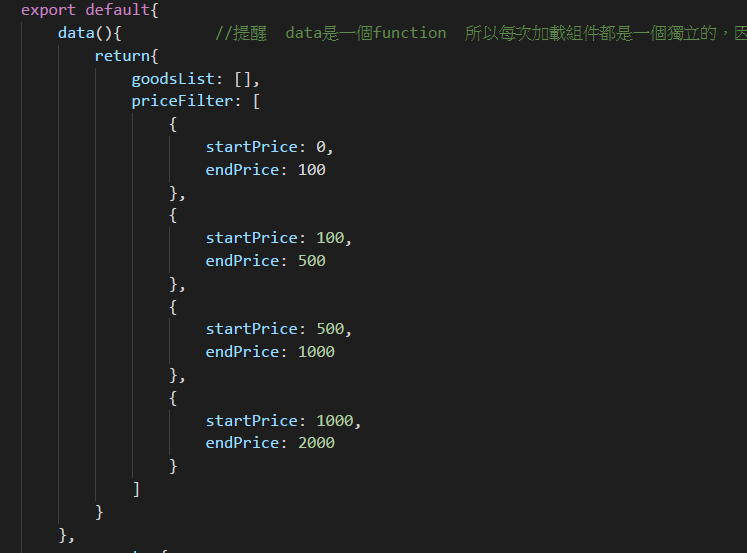 export default{
data(){ //提醒 data是一個function 所以每次加載組件都是一個獨立的，因
return{
goodsList: [],
priceFilter: [
{
startPrice: 0,
endPrice: 100
},
{
startPrice: 100,
endPrice: 500
},
{
startPrice: 500,
endPrice: 1000
},
{
startPrice: 1000,
endPrice: 2000
}
]
}
},